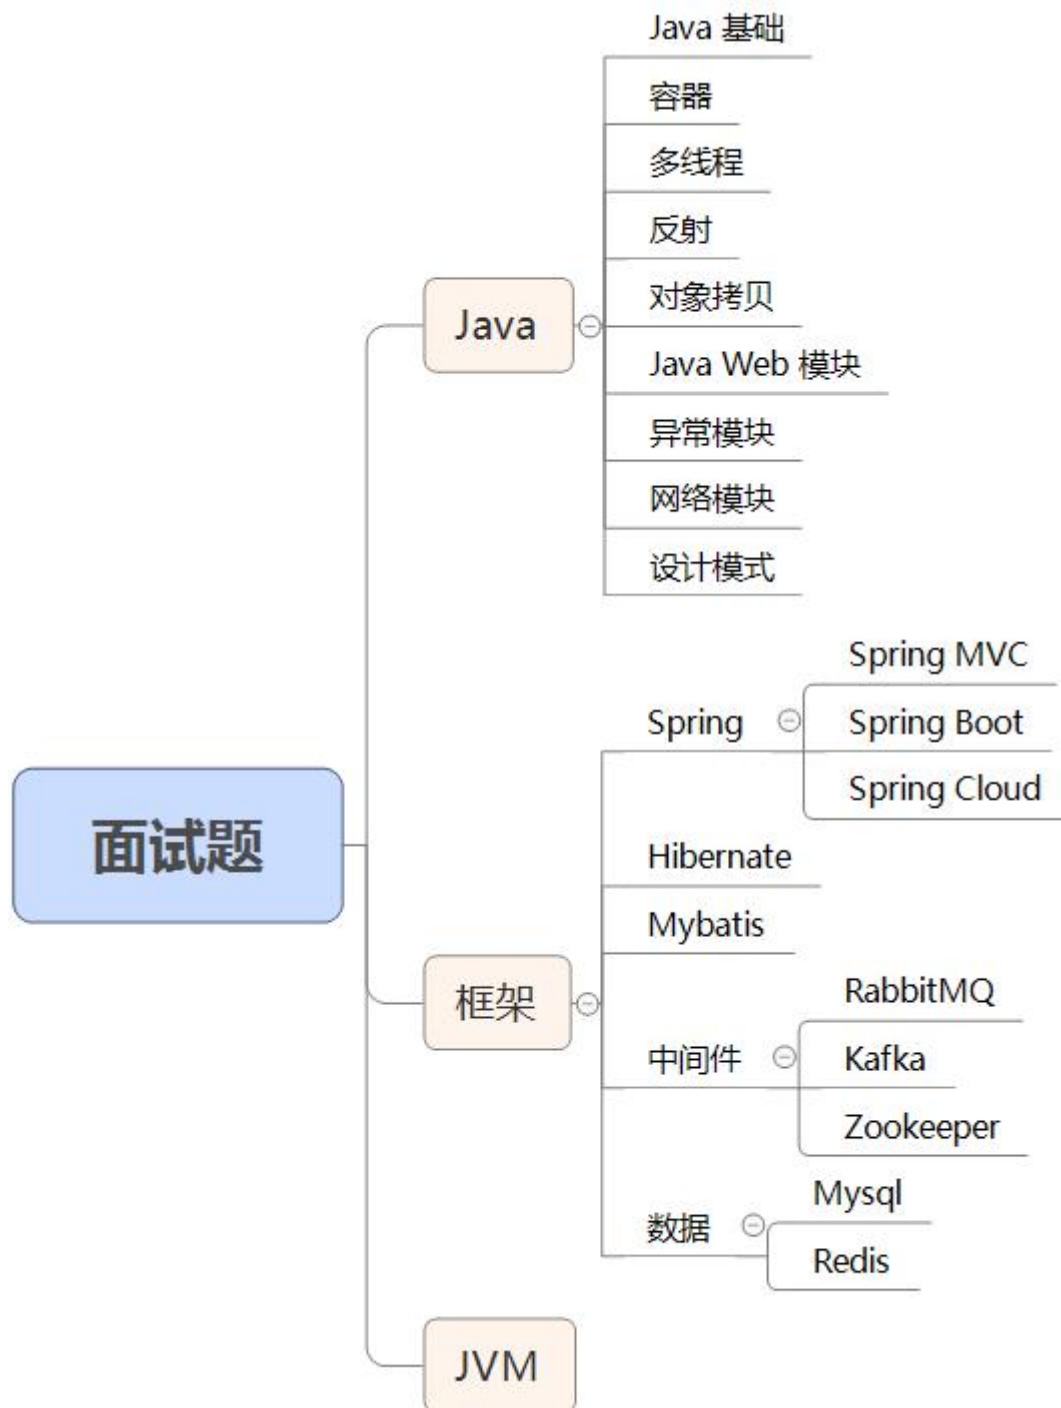 面试题
Java
Java 基础
容器
多线程
反射
对象拷贝
Java Web 模块
异常模块
网络模块
设计模式
框架
Spring
Spring MVC
Spring Boot
Spring Cloud
Hibernate
Mybatis
中间件
RabbitMQ
Kafka
Zookeeper
数据
Mysql
Redis
JVM